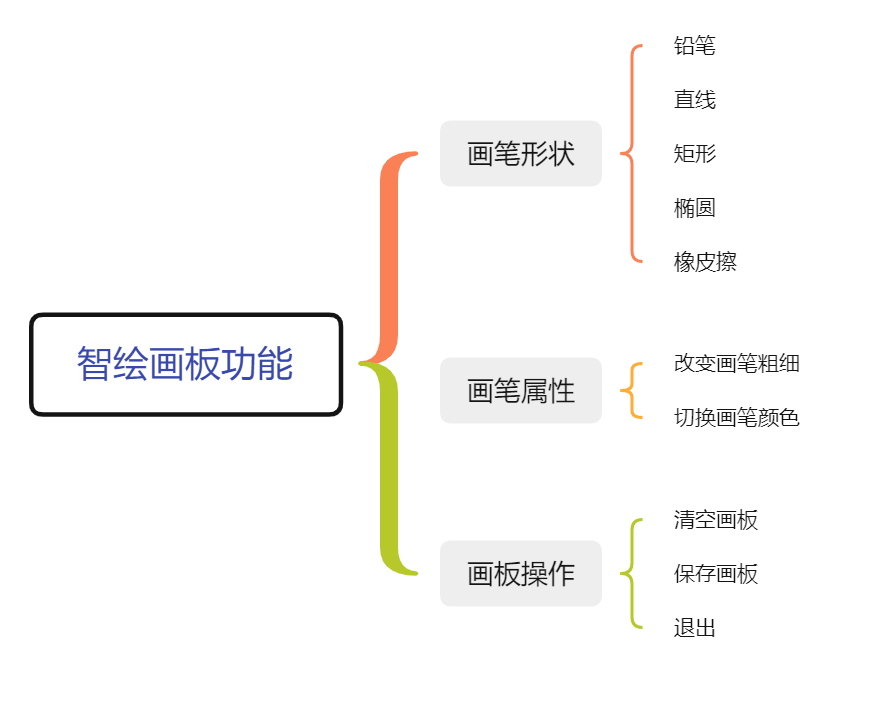 智绘画板功能
画笔形状
铅笔
直线
矩形
椭圆
橡皮擦
画笔属性
改变画笔粗细
切换画笔颜色
画板操作
清空画板
保存画板
退出